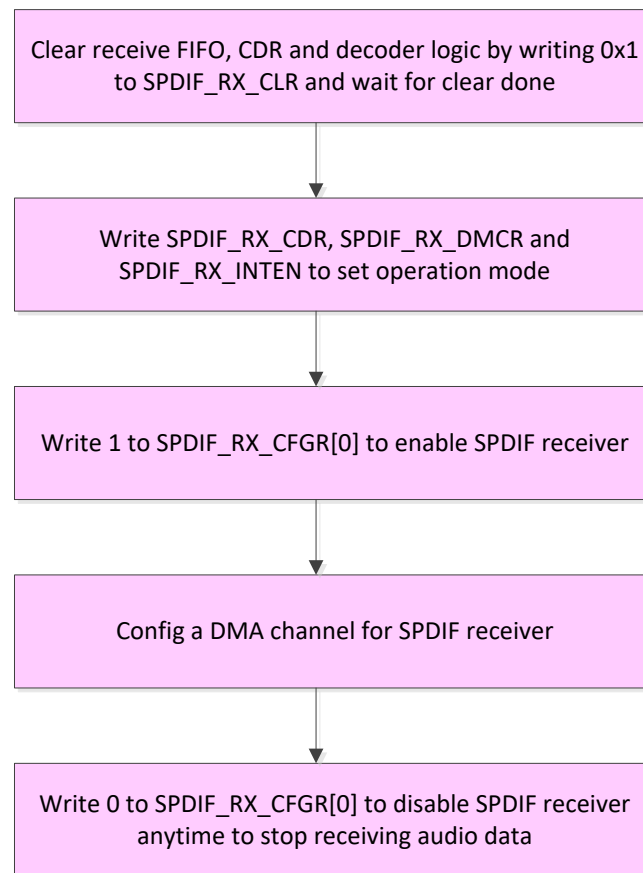 Clear receive FIFO, CDR and decoder logic by writing 0x1
to SPDIF_RX_CLR and wait for clear done
Write SPDIF_RX_CDR, SPDIF_RX_DMCR and
SPDIF_RX_INTEN to set operation mode
Write 1 to SPDIF_RX_CFGR[0] to enable SPDIF receiver
Config a DMA channel for SPDIF receiver
Write 0 to SPDIF_RX_CFGR[0] to disable SPDIF receiver
anytime to stop receiving audio data